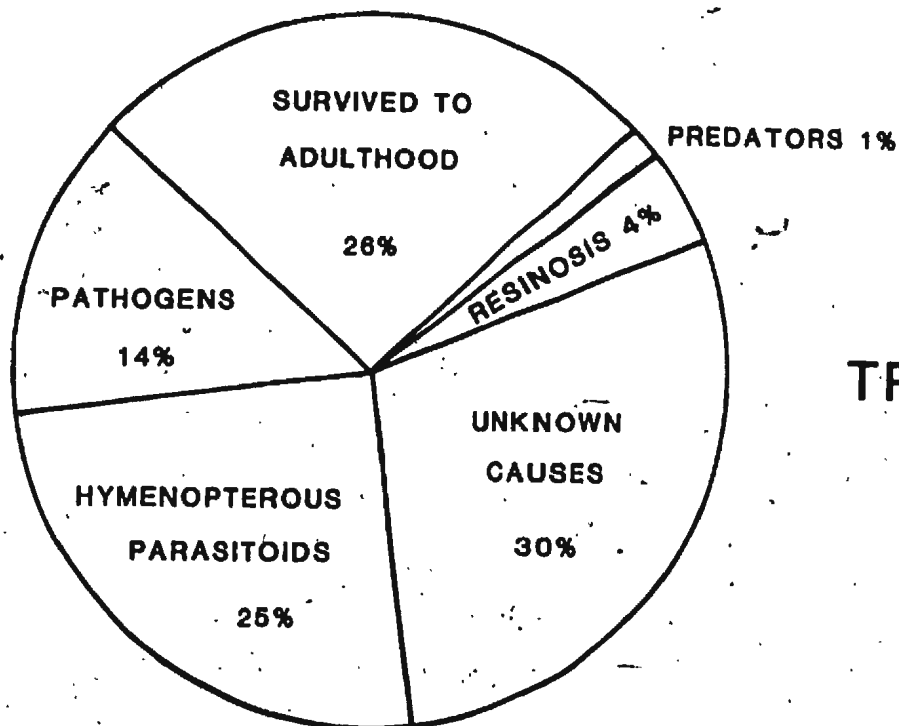 SURVIVED TO
ADULTHOOD
26%
PREDATORS 1%
RESINOSIS 4%
PATHOGENS
14%
UNKNOWN
CAUSES
30%
HYMENOPTEROUS
PARASITOIDS
25%